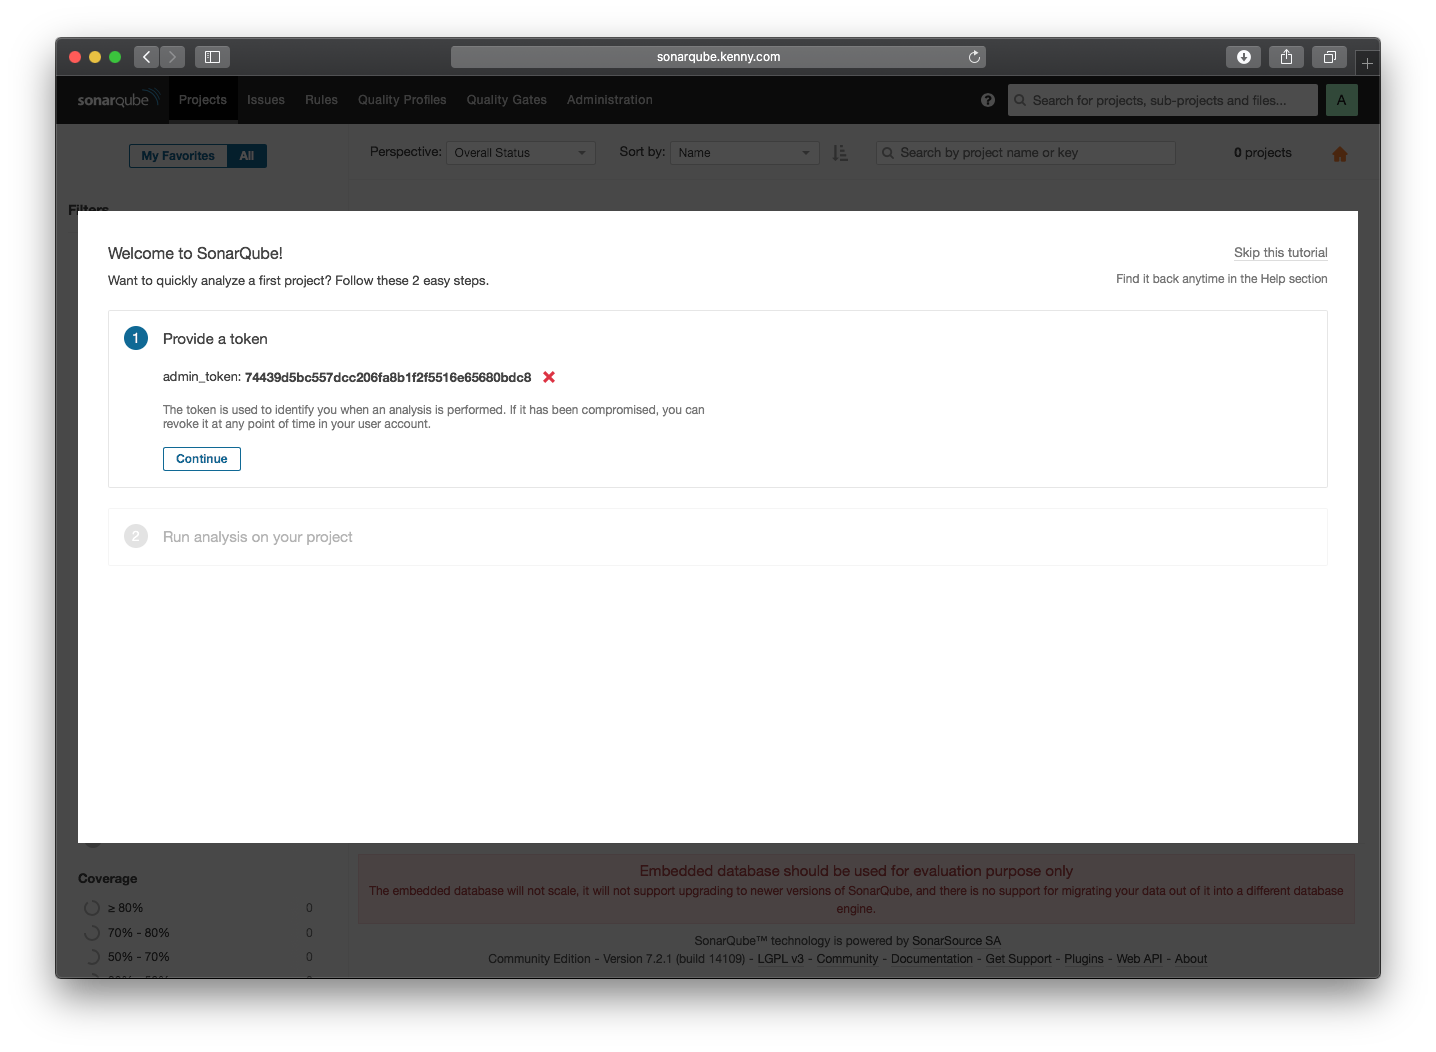 sonarqube.kenny.com
sonarqube Projects Issues Rules Quality Profiles Quality Gates Administration ? Search for projects, sub-projects and files... A
My Favorites All Perspective: Overall Status Sort by: Name Search by project name or key 0 projects
Filters
Welcome to SonarQube! Skip this tutorial
Want to quickly analyze a first project? Follow these 2 easy steps. Find it back anytime in the Help section
1 Provide a token
admin_token: 74439d5bc557dcc206fa8b1f2f5516e65680bdc8
The token is used to identify you when an analysis is performed. If it has been compromised, you can
revoke it at any point of time in your user account.
Continue
2 Run analysis on your project
Embedded database should be used for evaluation purpose only
The embedded database will not scale, it will not support upgrading to newer versions of SonarQube, and there is no support for migrating your data out of it into a different database
engine.
Coverage
≥ 80% 0
70% - 80% 0
50% - 70% 0
SonarQube™ technology is powered by SonarSource SA
Community Edition - Version 7.2.1 (build 14109) - LGPL v3 - Community - Documentation - Get Support - Plugins - Web API - About